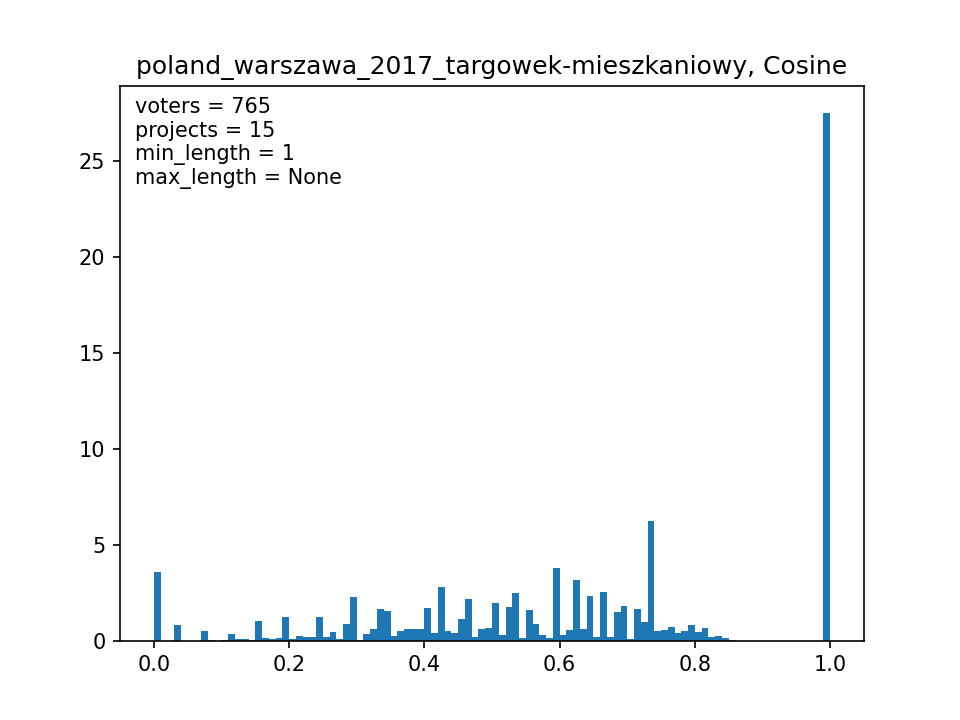 poland_warszawa_2017_targowek-mieszkaniowy, Cosine
voters = 765
projects = 15
min_length = 1
max_length = None
25
20
15
10
5
0
0.0 0.2 0.4 0.6 0.8 1.0